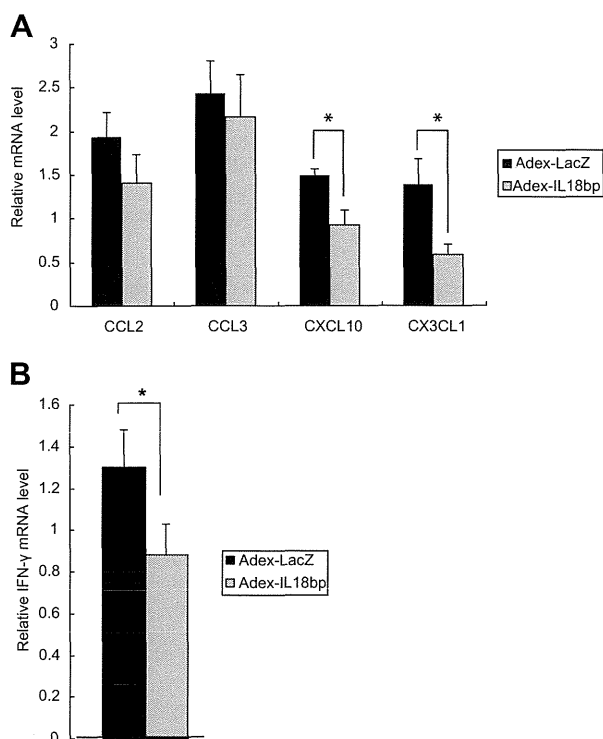 A
Relative mRNA level
3
2.5
2
1.5
1
0.5
0
*
*
CCL2 CCL3 CXCL10 CX3CL1
Adex-LacZ
Adex-IL18bp
B
Relative IFN-γ mRNA level
1.6
1.4
1.2
1
0.8
0.6
0.4
0.2
0
*
Adex-LacZ
Adex-IL18bp